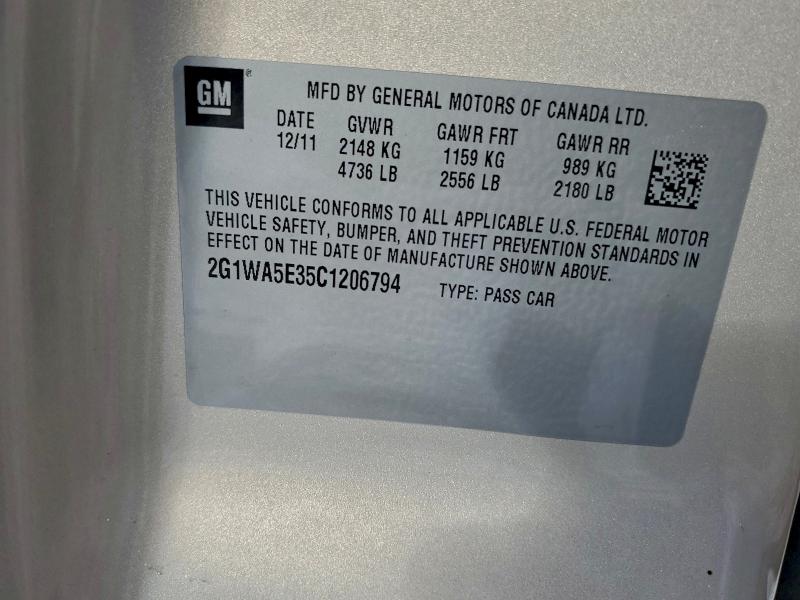 GM ®
MFD BY GENERAL MOTORS OF CANADA LTD.
DATE GVWR GAWR FRT GAWR RR
12/11 2148 KG 1159 KG 989 KG
4736 LB 2556 LB 2180 LB
THIS VEHICLE CONFORMS TO ALL APPLICABLE U.S. FEDERAL MOTOR
VEHICLE SAFETY, BUMPER, AND THEFT PREVENTION STANDARDS IN
EFFECT ON THE DATE OF MANUFACTURE SHOWN ABOVE.
2G1WA5E35C1206794 TYPE: PASS CAR